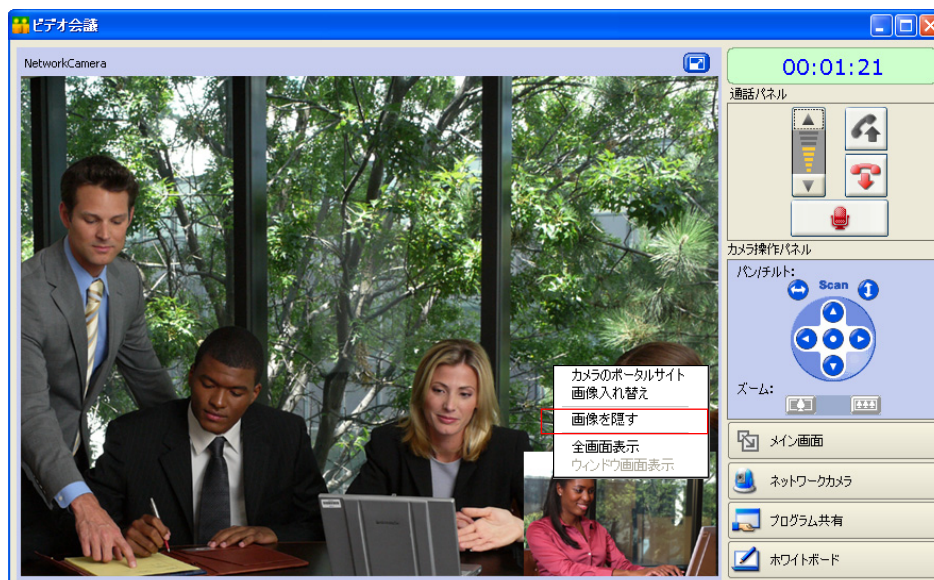 ビデオ会議
NetworkCamera
00:01:21
通話パネル
カメラ操作パネル
パン/チルト:
Scan
カメラのポータルサイト
画像入れ替え
画像を隠す
全画面表示
ウィンドウ画面表示
ズーム:
メイン画面
ネットワークカメラ
プログラム共有
ホワイトボード